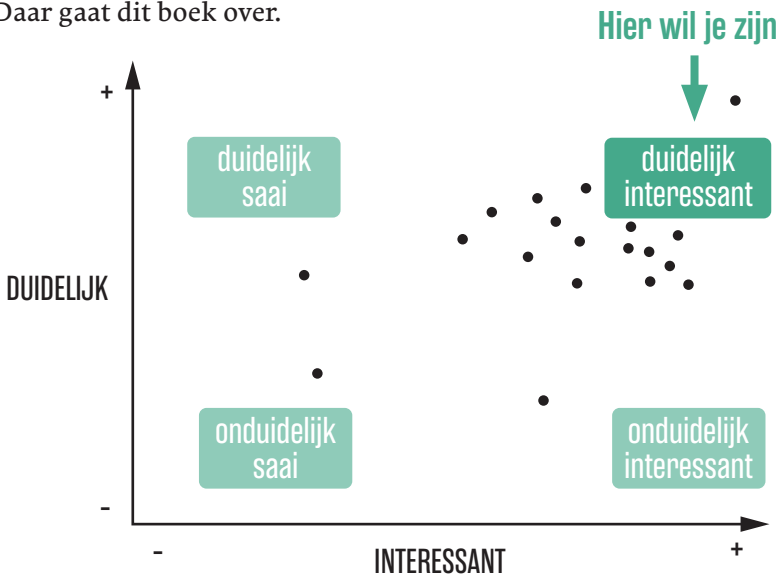 Daar gaat dit boek over.
Hier wil je zijn
+
duidelijk
saai
duidelijk
interessant
DUIDELIJK
onduidelijk
saai
onduidelijk
interessant
-
-
INTERESSANT
+